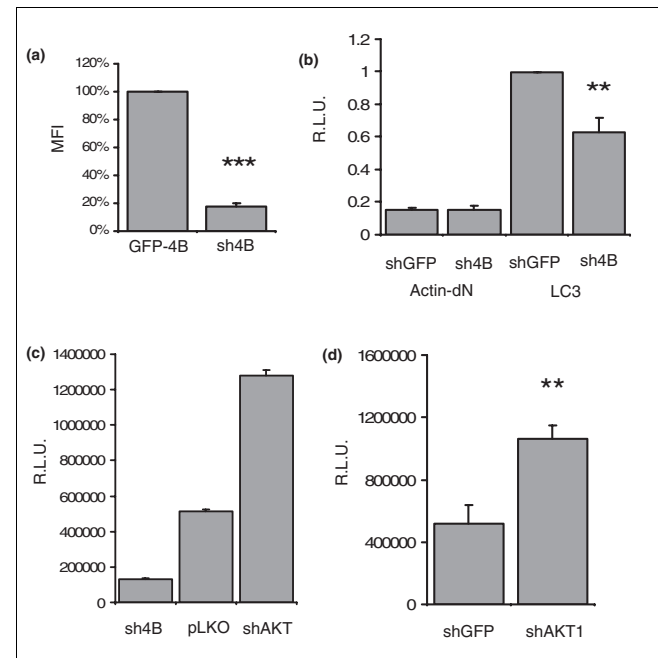 (a)
MFI
120%
100%
80%
60%
40%
20%
0%
***
GFP-4B sh4B
(b)
R.L.U.
1.2
1
0.8
0.6
0.4
0.2
0
**
shGFP sh4B shGFP sh4B
Actin-dN LC3
(c)
R.L.U.
1400000
1200000
1000000
800000
600000
400000
200000
0
sh4B pLKO shAKT
(d)
R.L.U.
1600000
1200000
800000
400000
0
**
shGFP shAKT1